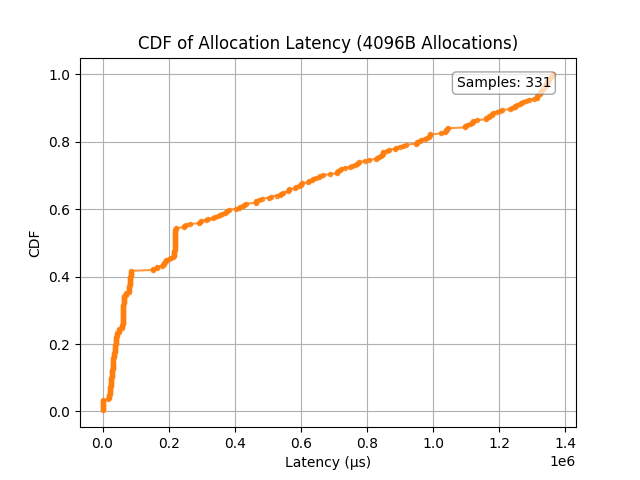 CDF of Allocation Latency (4096B Allocations)
Samples: 331
1.0
0.8
0.6
0.4
0.2
0.0
CDF
0.0 0.2 0.4 0.6 0.8 1.0 1.2 1.4
1e6
Latency (µs)